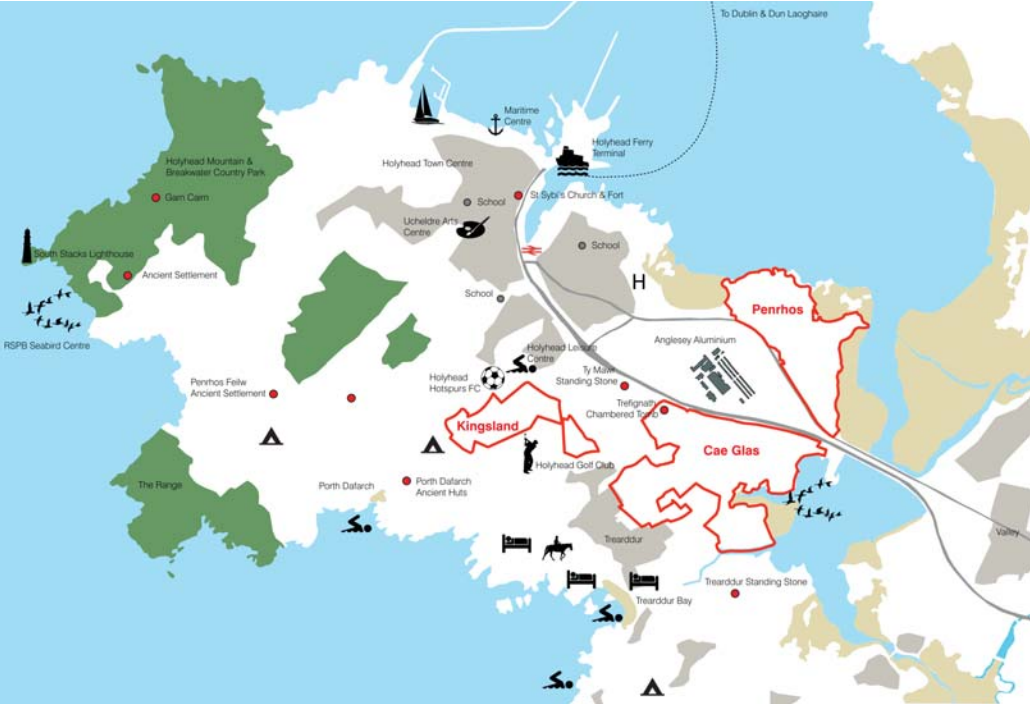 To Dublin & Dun Laoghaire
Maritime
Centre
Holyhead Ferry
Terminal
Holyhead Town Centre
Holyhead Mountain &
Breakwater Country Park
Garn Cairn
School
St Sybi's Church & Fort
Ucheldre Arts
Centre
School
South Stacks Lighthouse
Ancient Settlement
H
School
Penrhos
RSPB Seabird Centre
Anglesey Aluminium
Holyhead Leisure
Centre
Ty Mawr
Standing Stone
Holyhead
Hotspurs FC
Penrhos Feilw
Ancient Settlement
Trefignath
Chambered Tomb
Kingsland
Cae Glas
Holyhead Golf Club
The Range
Porth Dafarch
Porth Dafarch
Ancient Huts
Trearddur
Valley
Trearddur Standing Stone
Trearddur Bay